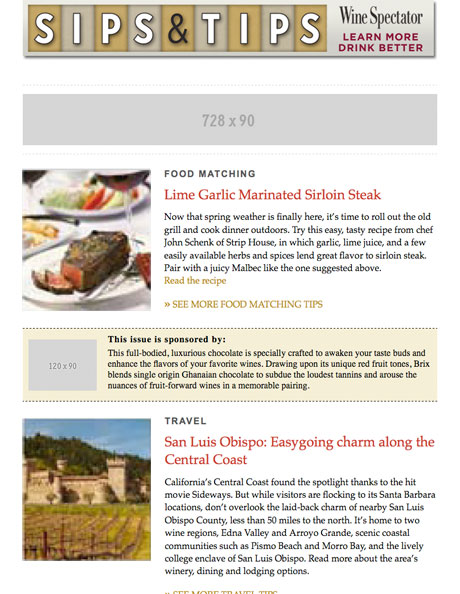 SIPS & TIPS
Wine Spectator
LEARN MORE
DRINK BETTER
728 x 90
FOOD MATCHING
Lime Garlic Marinated Sirloin Steak
Now that spring weather is finally here, it's time to roll out the old
grill and cook dinner outdoors. Try this easy, tasty recipe from chef
John Schenk of Strip House, in which garlic, lime juice, and a few
easily available herbs and spices lend great flavor to sirloin steak.
Pair with a juicy Malbec like the one suggested above.
Read the recipe
» SEE MORE FOOD MATCHING TIPS
This issue is sponsored by:
120 x 90
This full-bodied, luxurious chocolate is specially crafted to awaken your taste buds and
enhance the flavors of your favorite wines. Drawing upon its unique red fruit tones, Brix
blends single origin Ghanaian chocolate to subdue the loudest tannins and arouse the
nuances of fruit-forward wines in a memorable pairing.
TRAVEL
San Luis Obispo: Easygoing charm along the
Central Coast
California's Central Coast found the spotlight thanks to the hit
movie Sideways. But while visitors are flocking to its Santa Barbara
locations, don't overlook the laid-back charm of nearby San Luis
Obispo County, less than 50 miles to the north. It's home to two
wine regions, Edna Valley and Arroyo Grande, scenic coastal
communities such as Pismo Beach and Morro Bay, and the lively
college enclave of San Luis Obispo. Read more about the area's
winery, dining and lodging options.
» SEE MORE TRAVEL TIPS